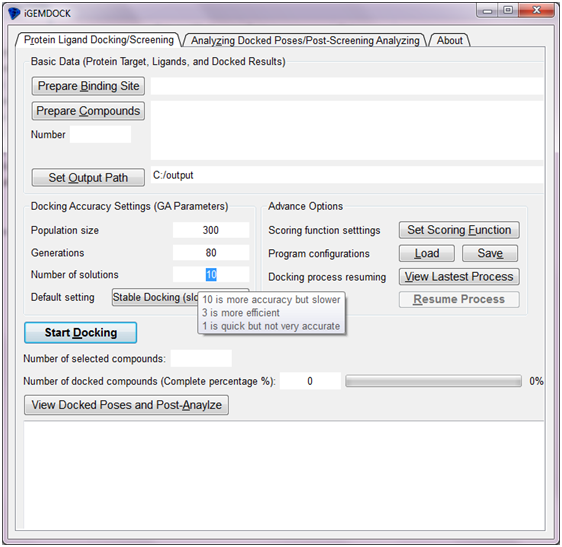 iGEMDOCK
Protein Ligand Docking/Screening
Analyzing Docked Poses/Post-Screening Analyzing
About
Basic Data (Protein Target, Ligands, and Docked Results)
Prepare Binding Site
Prepare Compounds
Number
Set Output Path
C:/output
Docking Accuracy Settings (GA Parameters)
Population size 300
Generations 80
Number of solutions 10
Default setting Stable Docking (slo
10 is more accuracy but slower
3 is more efficient
1 is quick but not very accurate
Advance Options
Scoring function setttings Set Scoring Function
Program configurations Load Save
Docking process resuming View Lastest Process
Resume Process
Start Docking
Number of selected compounds:
Number of docked compounds (Complete percentage %): 0 0%
View Docked Poses and Post-Anaylze